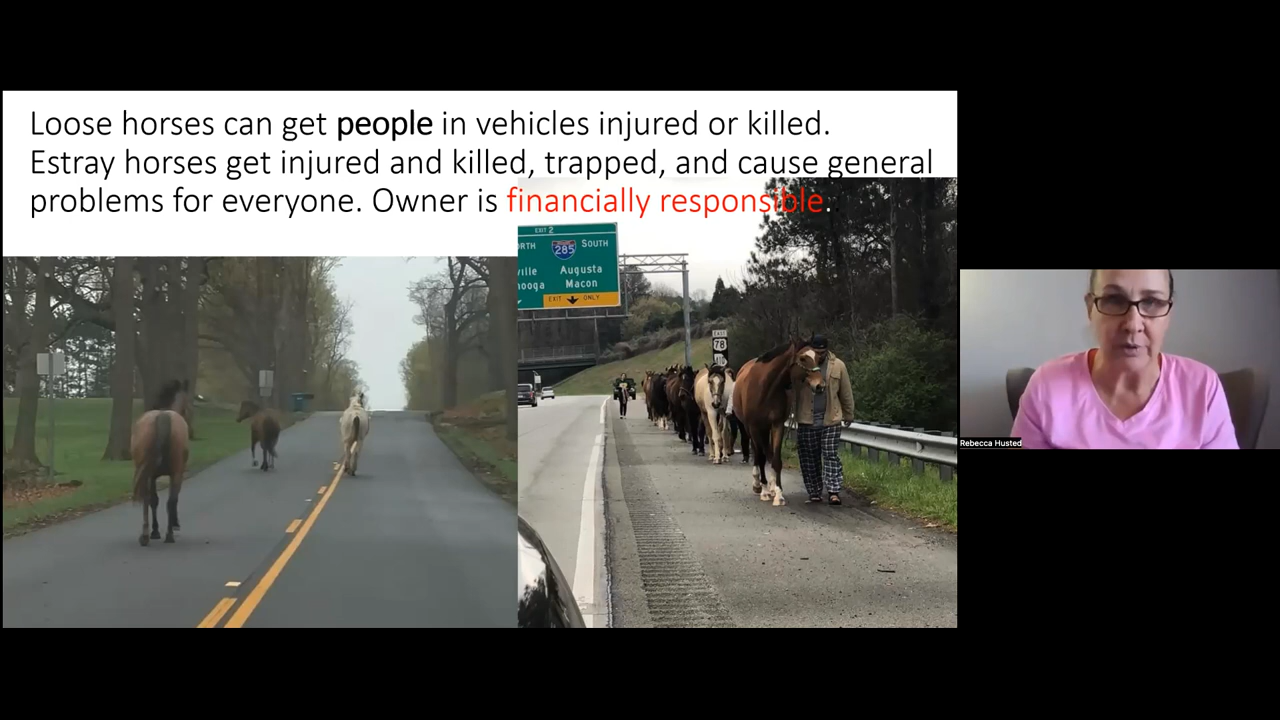 Loose horses can get people in vehicles injured or killed.
Estray horses get injured and killed, trapped, and cause general
problems for everyone. Owner is financially responsible.
EXIT 2
ORTH 285 SOUTH
ville Augusta
nooga Macon
EXIT ONLY
EAST
78
Rebecca Husted